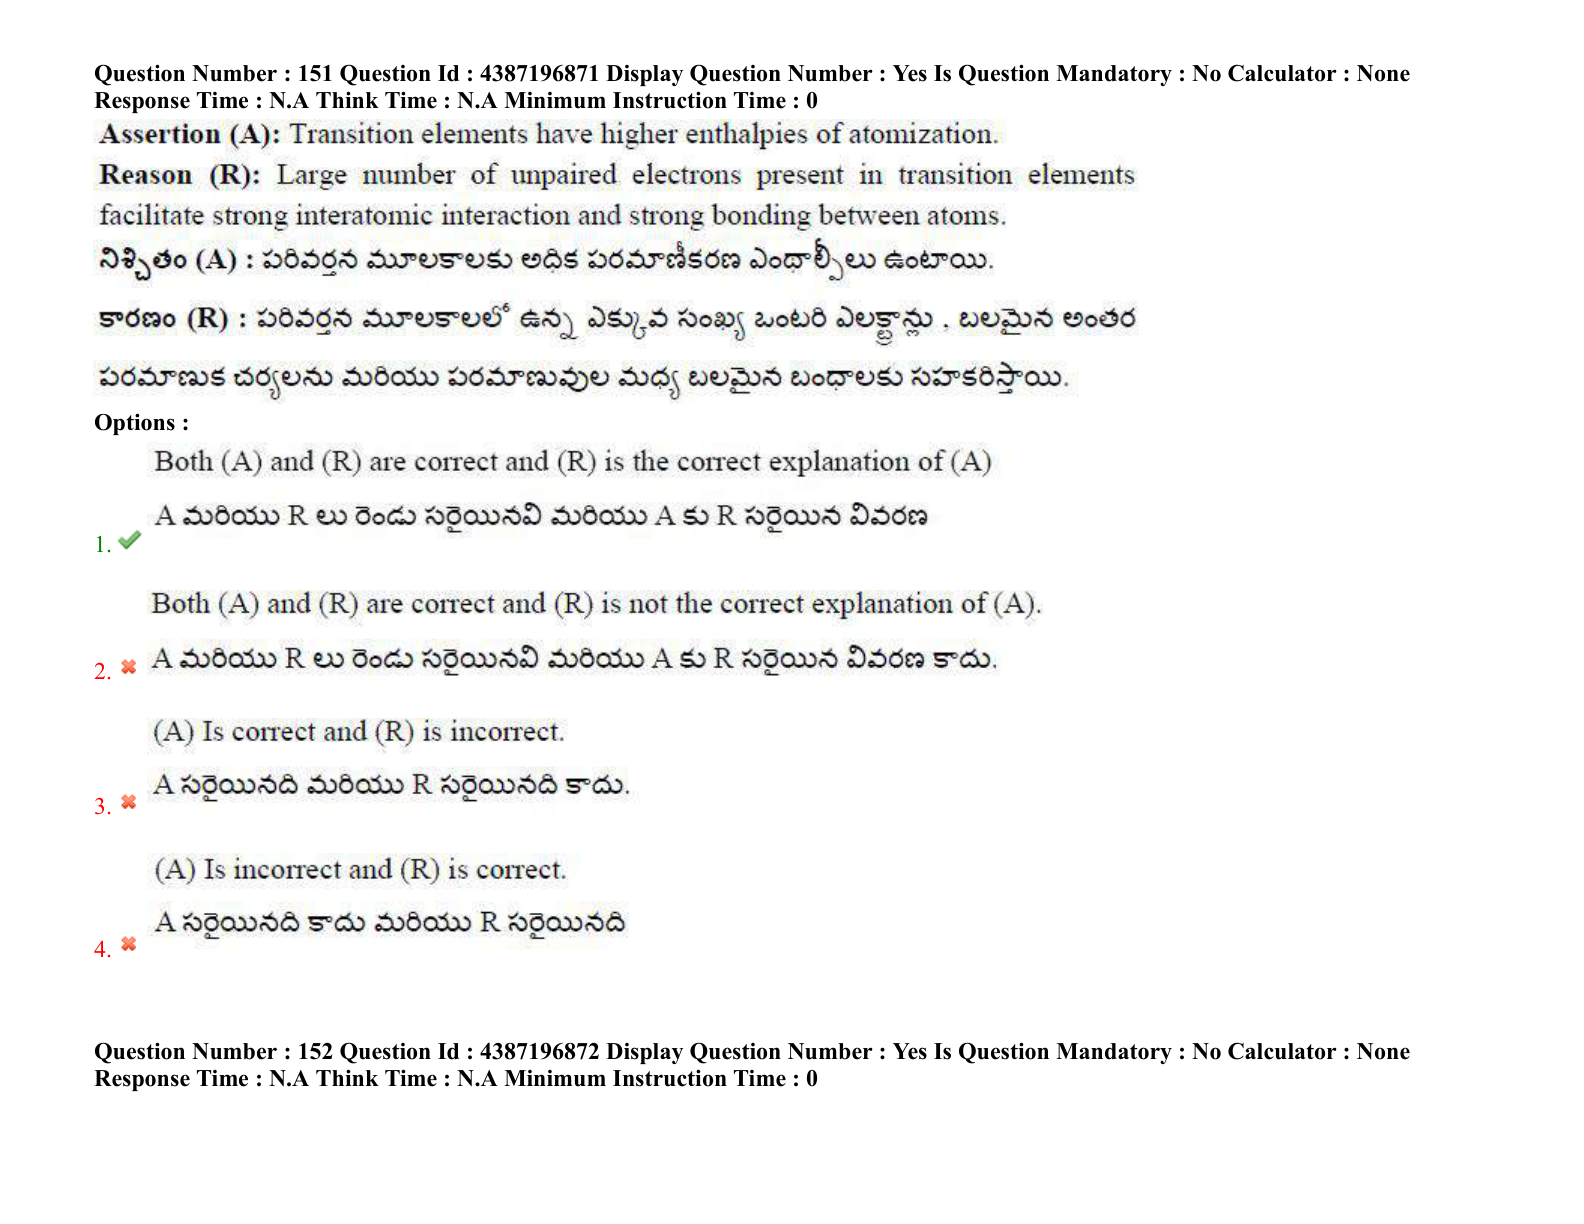 Question Number : 151 Question Id : 4387196871 Display Question Number : Yes Is Question Mandatory : No Calculator : None
Response Time : N.A Think Time : N.A Minimum Instruction Time : 0
Assertion (A): Transition elements have higher enthalpies of atomization.
Reason (R): Large number of unpaired electrons present in transition elements
facilitate strong interatomic interaction and strong bonding between atoms.
నిశ్చితం (A) : పరివర్తన మూలకాలకు అధిక పరమాణీకరణ ఎంథాల్పీలు ఉంటాయి.
కారణం (R) : పరివర్తన మూలకాలలో ఉన్న ఎక్కువ సంఖ్య ఒంటరి ఎలక్ట్రాన్లు , బలమైన అంతర
పరమాణుక చర్యలను మరియు పరమాణువుల మధ్య బలమైన బంధాలకు సహకరిస్తాయి.
Options :
Both (A) and (R) are correct and (R) is the correct explanation of (A)
A మరియు R లు రెండు సరైయినవి మరియు A కు R సరైయిన వివరణ
1.
Both (A) and (R) are correct and (R) is not the correct explanation of (A).
A మరియు R లు రెండు సరైయినవి మరియు A కు R సరైయిన వివరణ కాదు.
2.
(A) Is correct and (R) is incorrect.
A సరైయినది మరియు R సరైయినది కాదు.
3.
(A) Is incorrect and (R) is correct.
A సరైయినది కాదు మరియు R సరైయినది
4.
Question Number : 152 Question Id : 4387196872 Display Question Number : Yes Is Question Mandatory : No Calculator : None
Response Time : N.A Think Time : N.A Minimum Instruction Time : 0